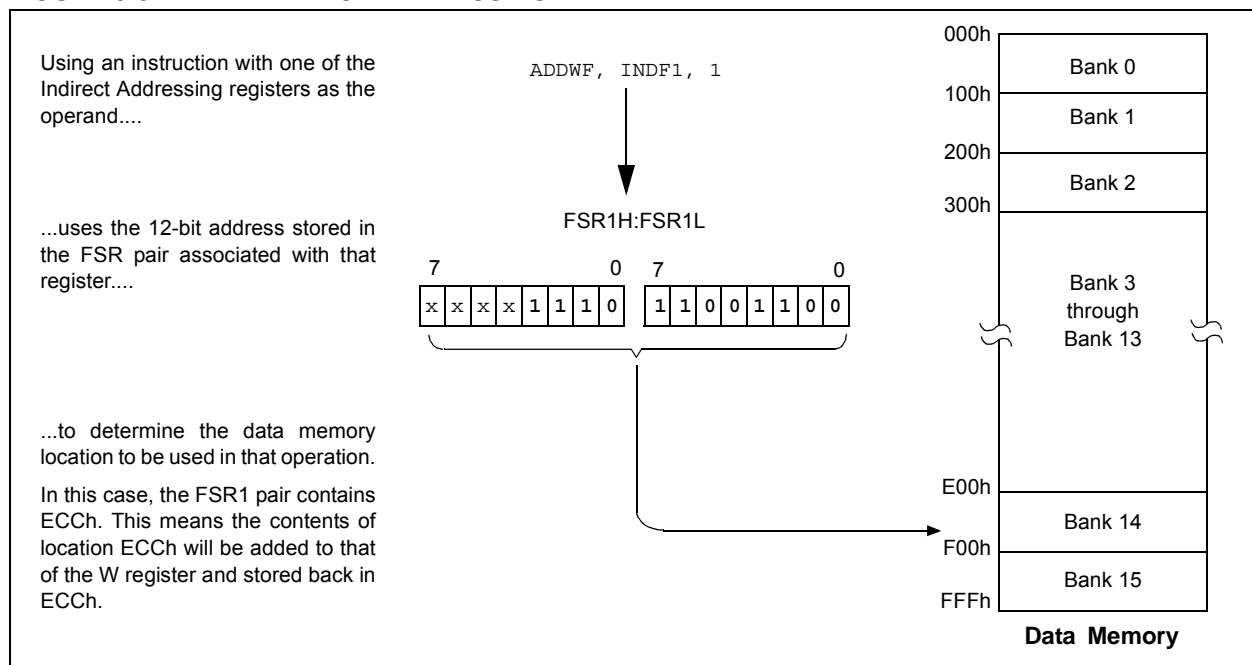 Using an instruction with one of the
Indirect Addressing registers as the
operand....
ADDWF, INDF1, 1
...uses the 12-bit address stored in
the FSR pair associated with that
register....
FSR1H:FSR1L
7 0 7 0
x x x x 1 1 1 0 1 1 0 0 1 1 0 0
...to determine the data memory
location to be used in that operation.
In this case, the FSR1 pair contains
ECCh. This means the contents of
location ECCh will be added to that
of the W register and stored back in
ECCh.
000h
Bank 0
100h
Bank 1
200h
Bank 2
300h
Bank 3
through
Bank 13
E00h
Bank 14
F00h
Bank 15
FFFh
Data Memory